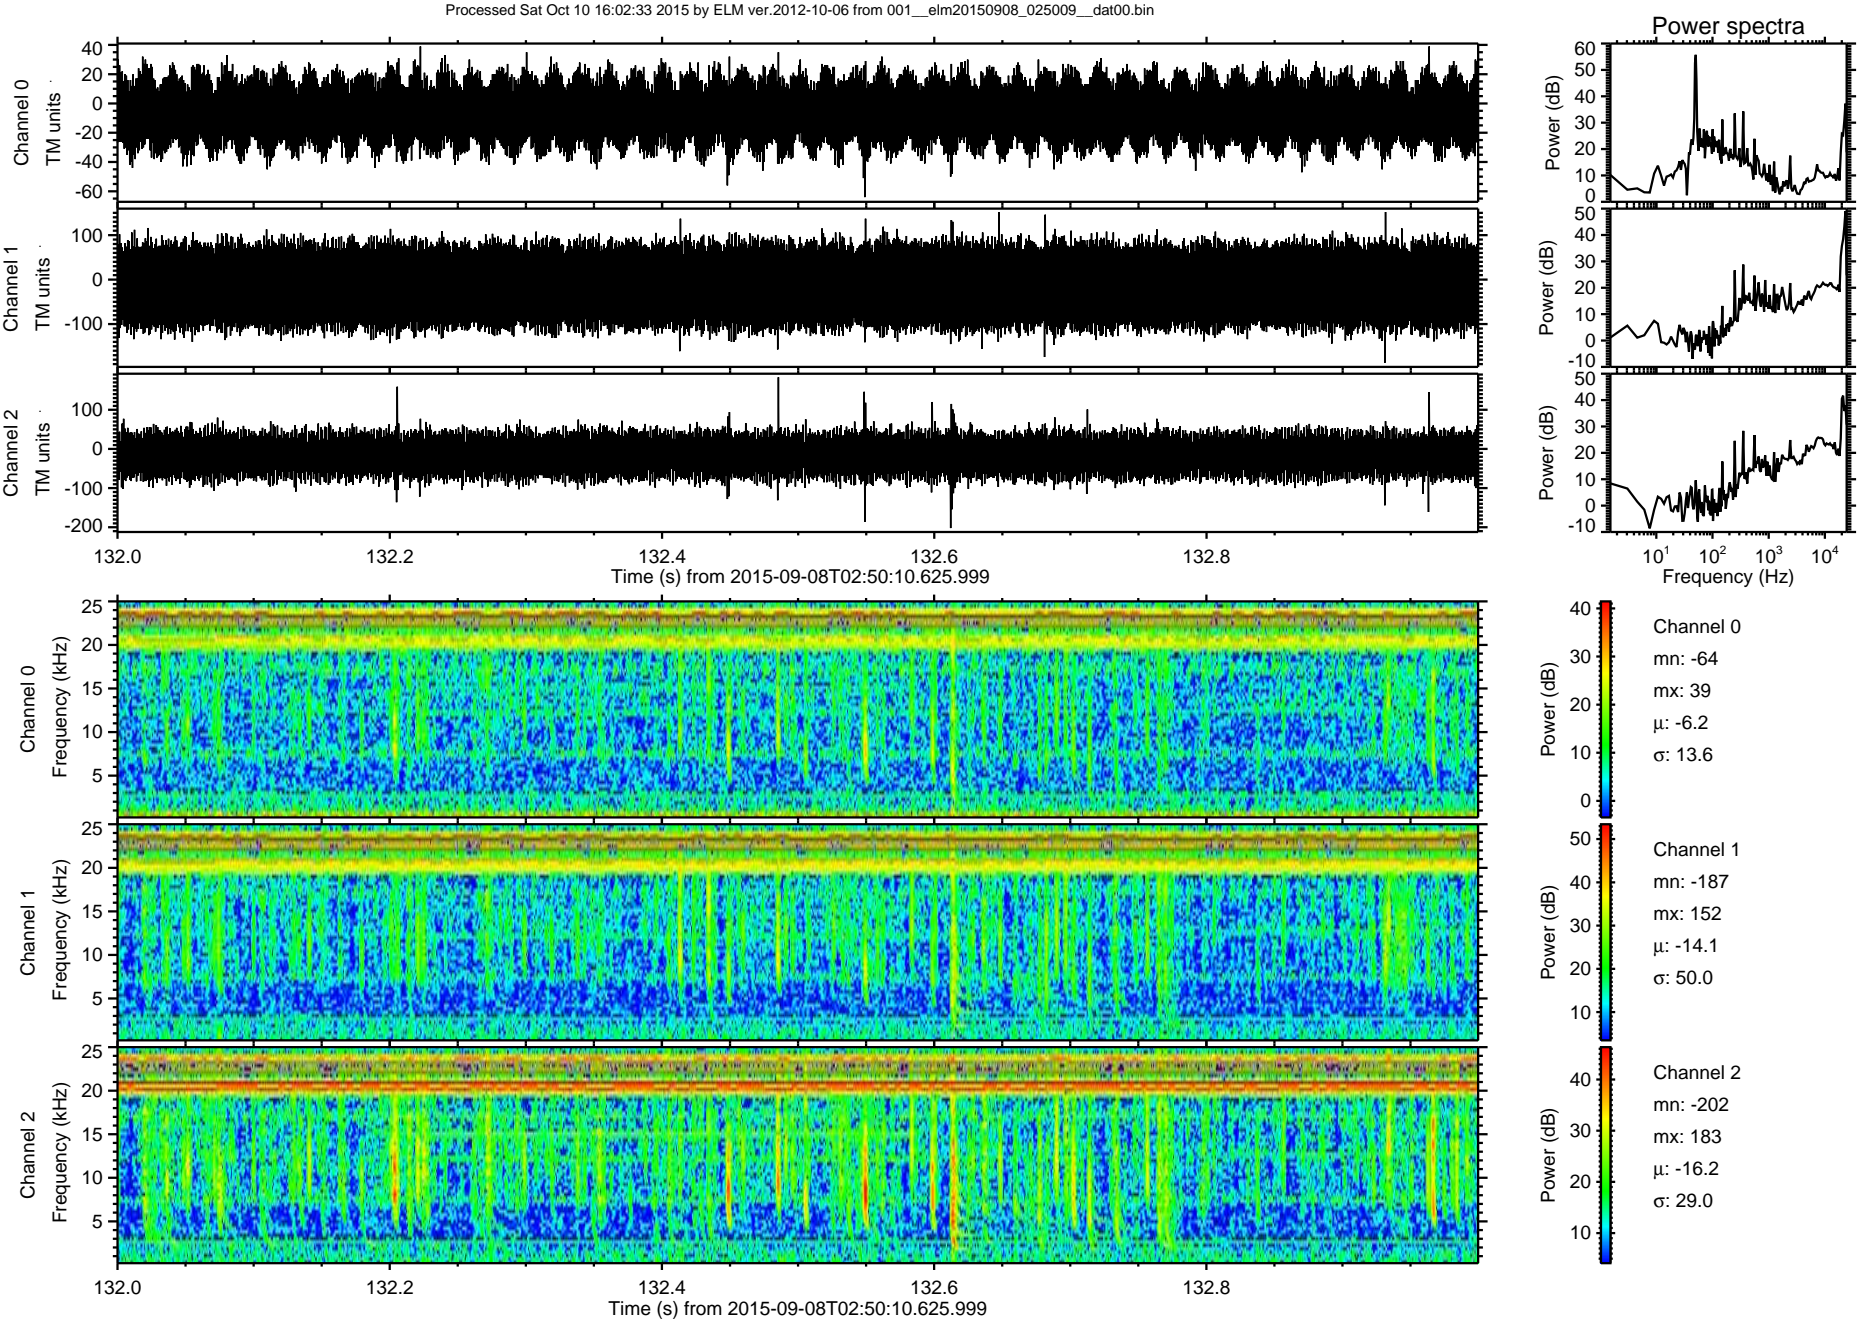 Processed Sat Oct 10 16:02:33 2015 by ELM ver.2012-10-06 from 001__elm20150908_025009__dat00.bin
Power spectra
Channel 0
TM units
40
20
0
-20
-40
-60
Power (dB)
60
50
40
30
20
10
0
Channel 1
TM units
100
0
-100
Power (dB)
50
40
30
20
10
0
-10
Channel 2
TM units
100
0
-100
-200
Power (dB)
50
40
30
20
10
0
-10
132.0 132.2 132.4 132.6 132.8
Time (s) from 2015-09-08T02:50:10.625.999
10¹ 10² 10³ 10⁴
Frequency (Hz)
Channel 0
Frequency (kHz)
25
20
15
10
5
Power (dB)
40
30
20
10
0
Channel 0
mn: -64
mx: 39
μ: -6.2
σ: 13.6
Channel 1
Frequency (kHz)
25
20
15
10
5
Power (dB)
50
40
30
20
10
Channel 1
mn: -187
mx: 152
μ: -14.1
σ: 50.0
Channel 2
Frequency (kHz)
25
20
15
10
5
Power (dB)
40
30
20
10
Channel 2
mn: -202
mx: 183
μ: -16.2
σ: 29.0
132.0 132.2 132.4 132.6 132.8
Time (s) from 2015-09-08T02:50:10.625.999